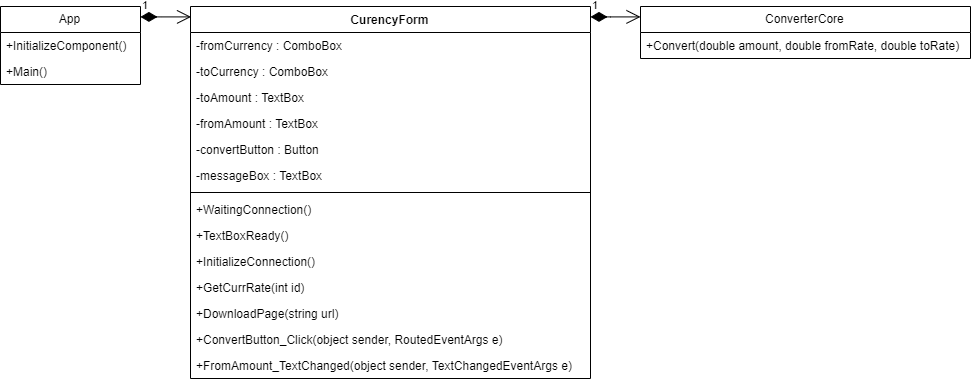 1
App
+InitializeComponent()
+Main()
CurencyForm
-fromCurrency : ComboBox
-toCurrency : ComboBox
-toAmount : TextBox
-fromAmount : TextBox
-convertButton : Button
-messageBox : TextBox
+WaitingConnection()
+TextBoxReady()
+InitializeConnection()
+GetCurrRate(int id)
+DownloadPage(string url)
+ConvertButton_Click(object sender, RoutedEventArgs e)
+FromAmount_TextChanged(object sender, TextChangedEventArgs e)
1
ConverterCore
+Convert(double amount, double fromRate, double toRate)